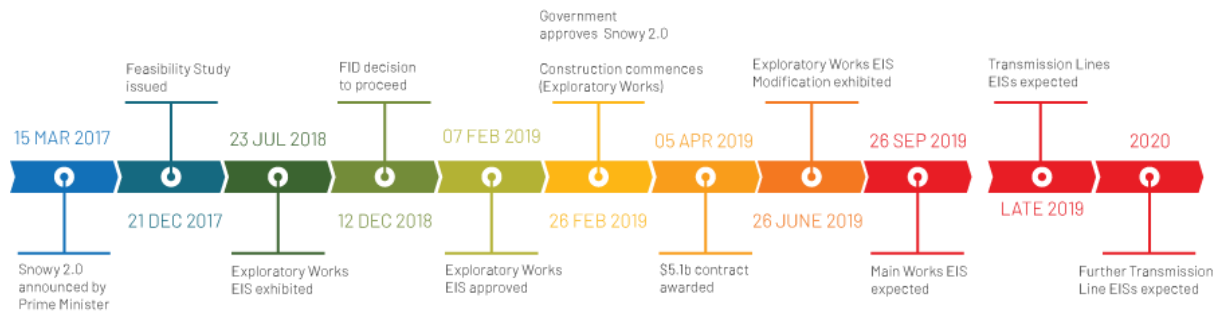 Government
approves Snowy 2.0
Feasibility Study
issued
FID decision
to proceed
Construction commences
(Exploratory Works)
Exploratory Works EIS
Modification exhibited
Transmission Lines
EISs expected
15 MAR 2017
23 JUL 2018
07 FEB 2019
05 APR 2019
26 SEP 2019
2020
21 DEC 2017
12 DEC 2018
26 FEB 2019
26 JUNE 2019
LATE 2019
Snowy 2.0
announced by
Prime Minister
Exploratory Works
EIS exhibited
Exploratory Works
EIS approved
$5.1b contract
awarded
Main Works EIS
expected
Further Transmission
Line EISs expected